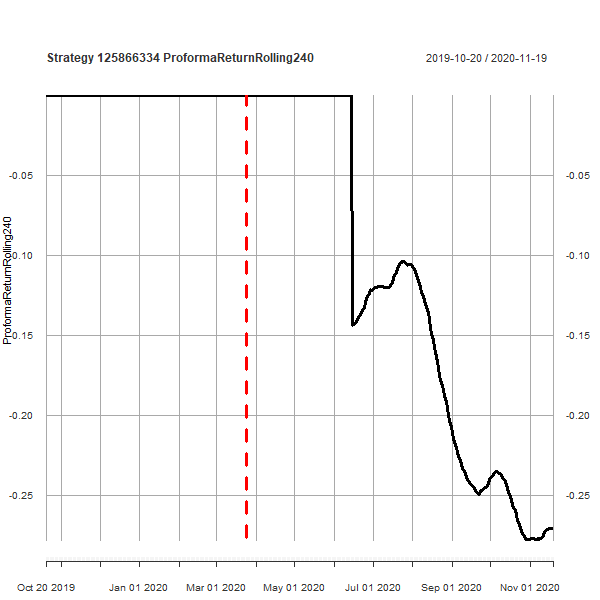 Strategy 125866334 ProformaReturnRolling240
2019-10-20 / 2020-11-19
ProformaReturnRolling240
-0.05 -0.05
-0.10 -0.10
-0.15 -0.15
-0.20 -0.20
-0.25 -0.25
Oct 20 2019 Jan 01 2020 Mar 01 2020 May 01 2020 Jul 01 2020 Sep 01 2020 Nov 01 2020